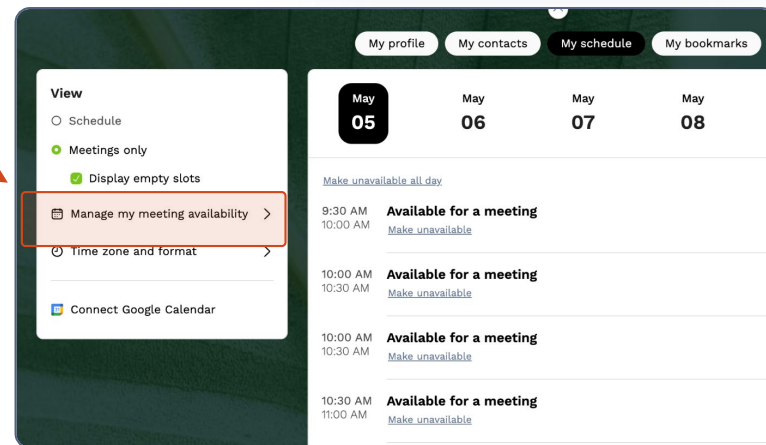 My profile
My contacts
My schedule
My bookmarks
View
Schedule
Meetings only
Display empty slots
Manage my meeting availability
Time zone and format
Connect Google Calendar
May
05
May
06
May
07
May
08
Make unavailable all day
9:30 AM Available for a meeting
10:00 AM Make unavailable
10:00 AM Available for a meeting
10:30 AM Make unavailable
10:00 AM Available for a meeting
10:30 AM Make unavailable
10:30 AM Available for a meeting
11:00 AM Make unavailable